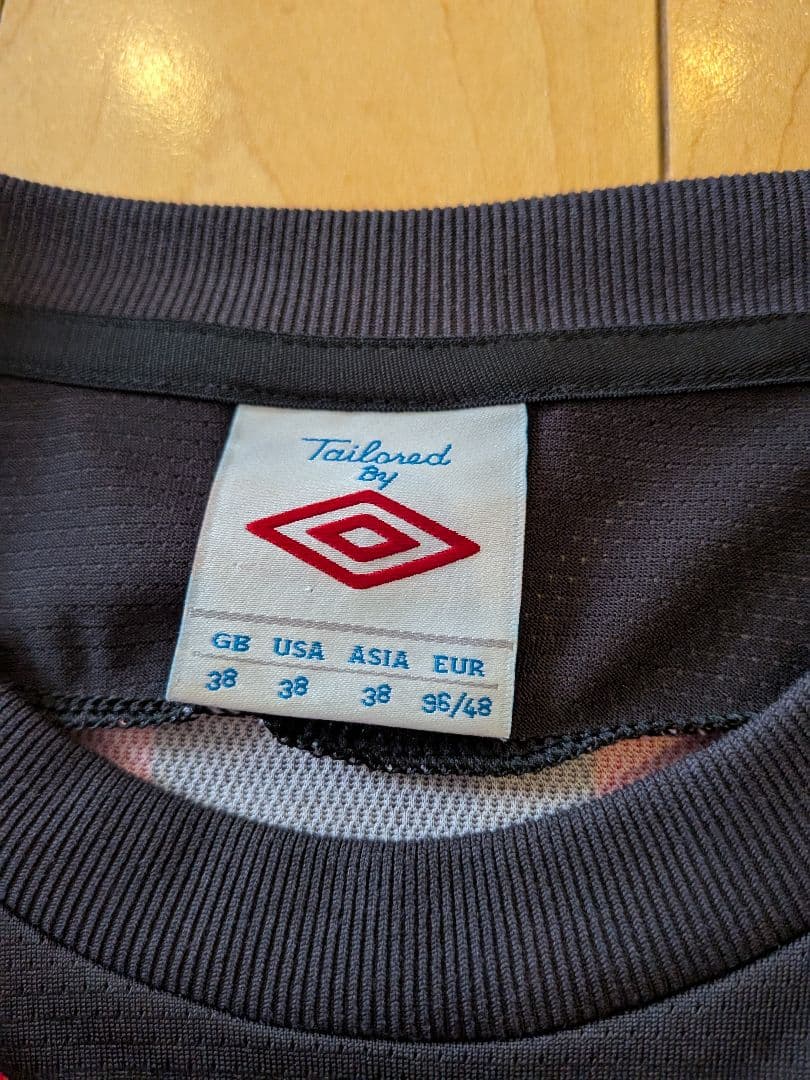 Tailored
By
GB USA ASIA EUR
38 38 38 96/48